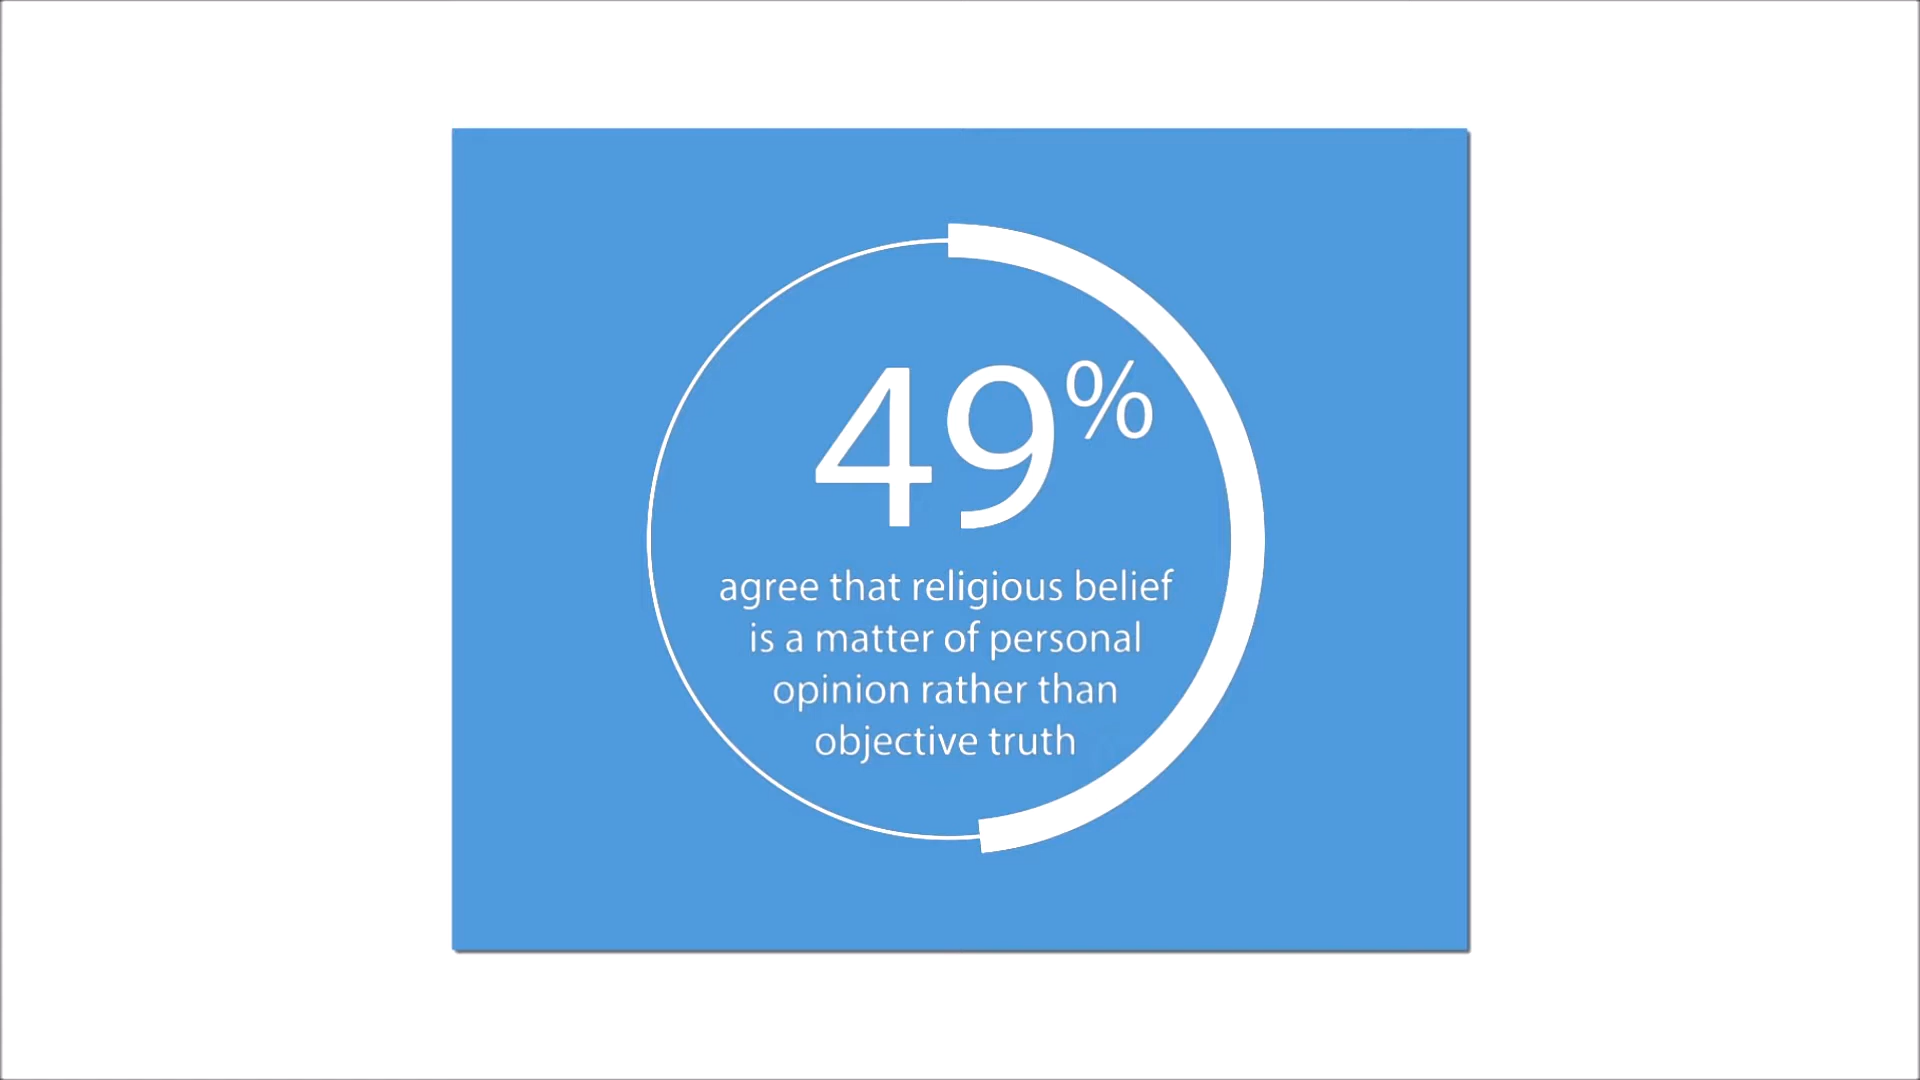 49%
agree that religious belief
is a matter of personal
opinion rather than
objective truth